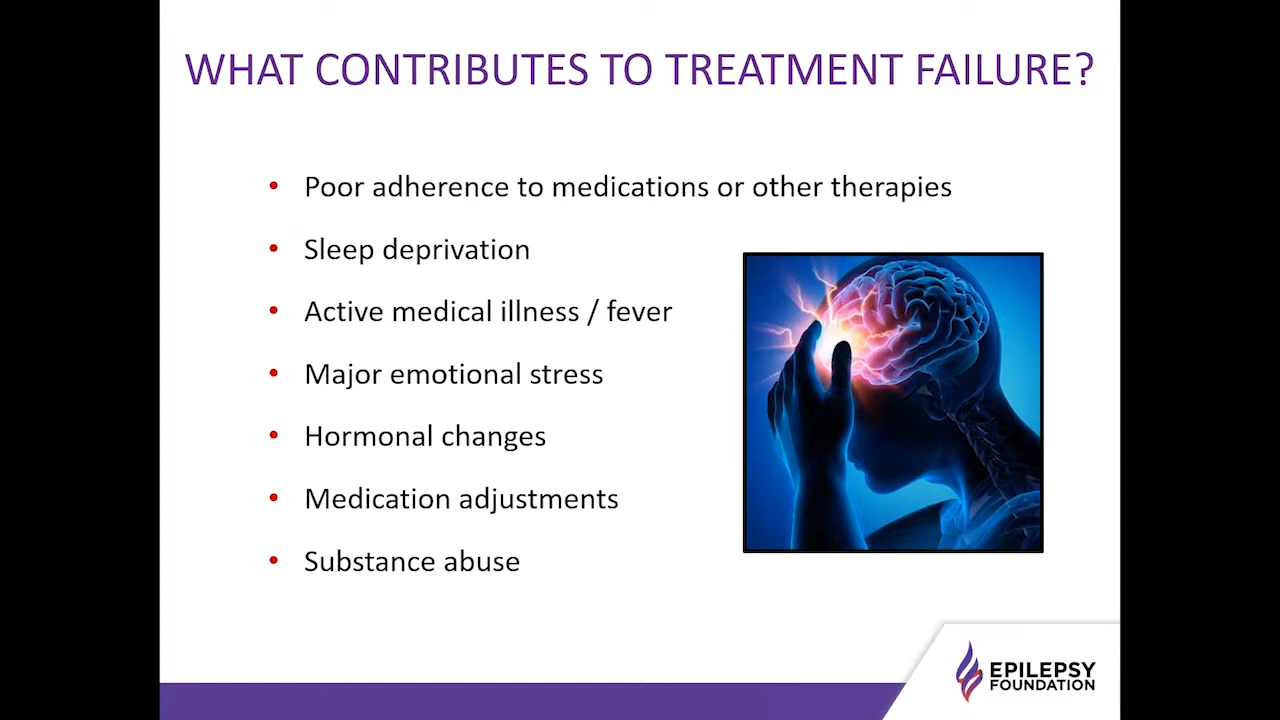 WHAT CONTRIBUTES TO TREATMENT FAILURE?
• Poor adherence to medications or other therapies
• Sleep deprivation
• Active medical illness / fever
• Major emotional stress
• Hormonal changes
• Medication adjustments
• Substance abuse
EPILEPSY
FOUNDATION